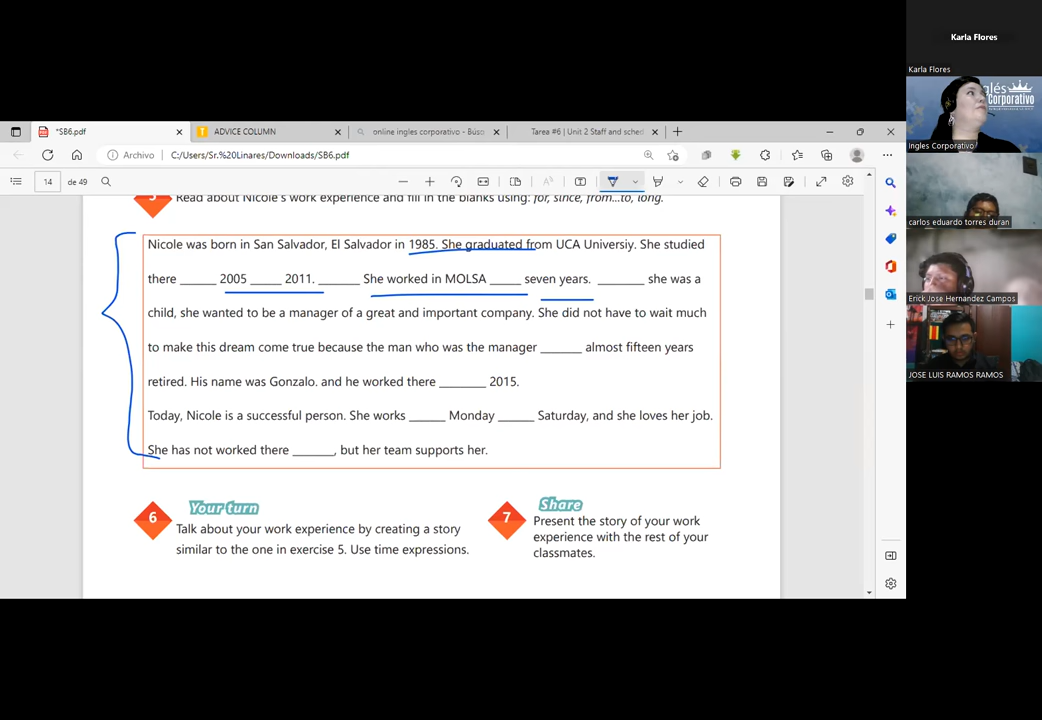 Karla Flores
Karla Flores
glés
Corporativo
Ingles Corporativo
carlos eduardo torres duran
Erick Jose Hernandez Campos
JOSE LUIS RAMOS RAMOS
*SB6.pdf
ADVICE COLUMN
online ingles corporativo - Búso
Tarea #6 | Unit 2 Staff and sched
Archivo
C:/Users/Sr.%20Linares/Downloads/SB6.pdf
14 de 49
Read about Nicole's work experience and fill in the blanks using: for, since, from...to, long.
Nicole was born in San Salvador, El Salvador in 1985. She graduated from UCA Universiy. She studied
there ______ 2005 _____ 2011. _______ She worked in MOLSA _____ seven years. ________ she was a
child, she wanted to be a manager of a great and important company. She did not have to wait much
to make this dream come true because the man who was the manager _______ almost fifteen years
retired. His name was Gonzalo. and he worked there ________ 2015.
Today, Nicole is a successful person. She works ______ Monday ______ Saturday, and she loves her job.
She has not worked there _______, but her team supports her.
6
Your turn
Talk about your work experience by creating a story
similar to the one in exercise 5. Use time expressions.
7
Share
Present the story of your work
experience with the rest of your
classmates.